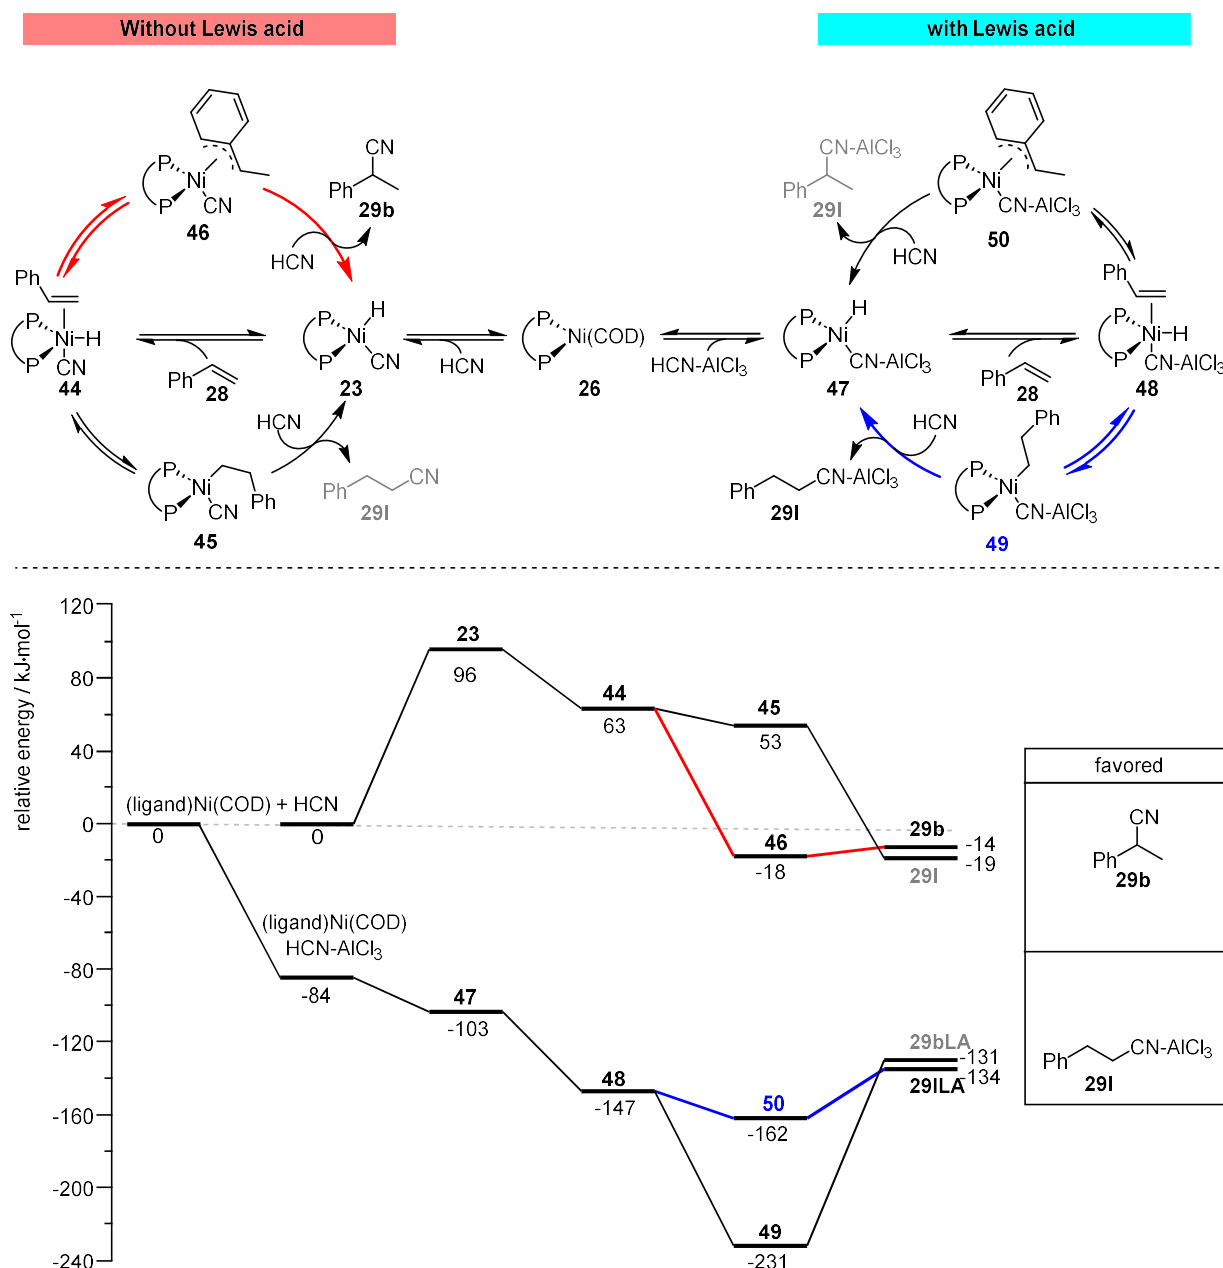 Without Lewis acid
with Lewis acid
P
P
Ni
CN
46
CN
Ph
29b
HCN
Ph
P
P
Ni
H
CN
44
Ph
28
P
P
Ni
H
CN
23
HCN
P
P
Ni(COD)
26
HCN-AlCl3
P
P
Ni
H
CN-AlCl3
47
Ph
28
Ph
P
P
Ni
H
CN-AlCl3
48
CN-AlCl3
Ph
29l
HCN
P
P
Ni
CN-AlCl3
50
P
P
Ni
CN
Ph
45
HCN
Ph
CN
29l
HCN
Ph
CN-AlCl3
29l
Ph
P
P
Ni
CN-AlCl3
49
relative energy / kJ·mol-1
120
80
40
0
-40
-80
-120
-160
-200
-240
23
96
44
63
45
53
(ligand)Ni(COD) + HCN
0
0
46
-18
29b
-14
29l
-19
(ligand)Ni(COD)
HCN-AlCl3
-84
47
-103
48
-147
50
-162
49
-231
29bLA
-131
29lLA
-134
favored
CN
Ph
29b
Ph
CN-AlCl3
29l